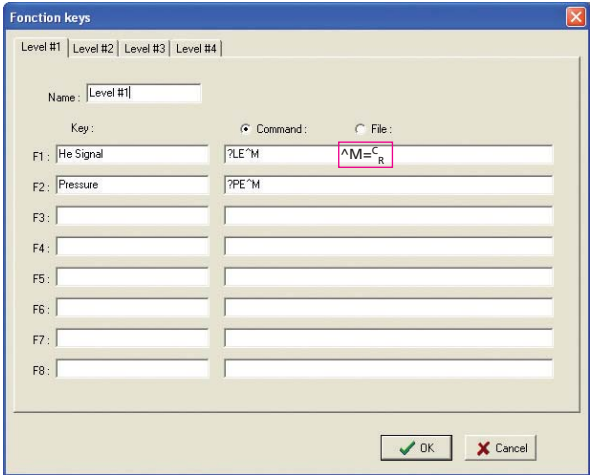 Fonction keys
Level #1 Level #2 Level #3 Level #4
Name : Level #1
Key : Command : File :
F1 : He Signal ?LE^M ^M=CR
F2 : Pressure ?PE^M
F3 :
F4 :
F5 :
F6 :
F7 :
F8 :
OK Cancel